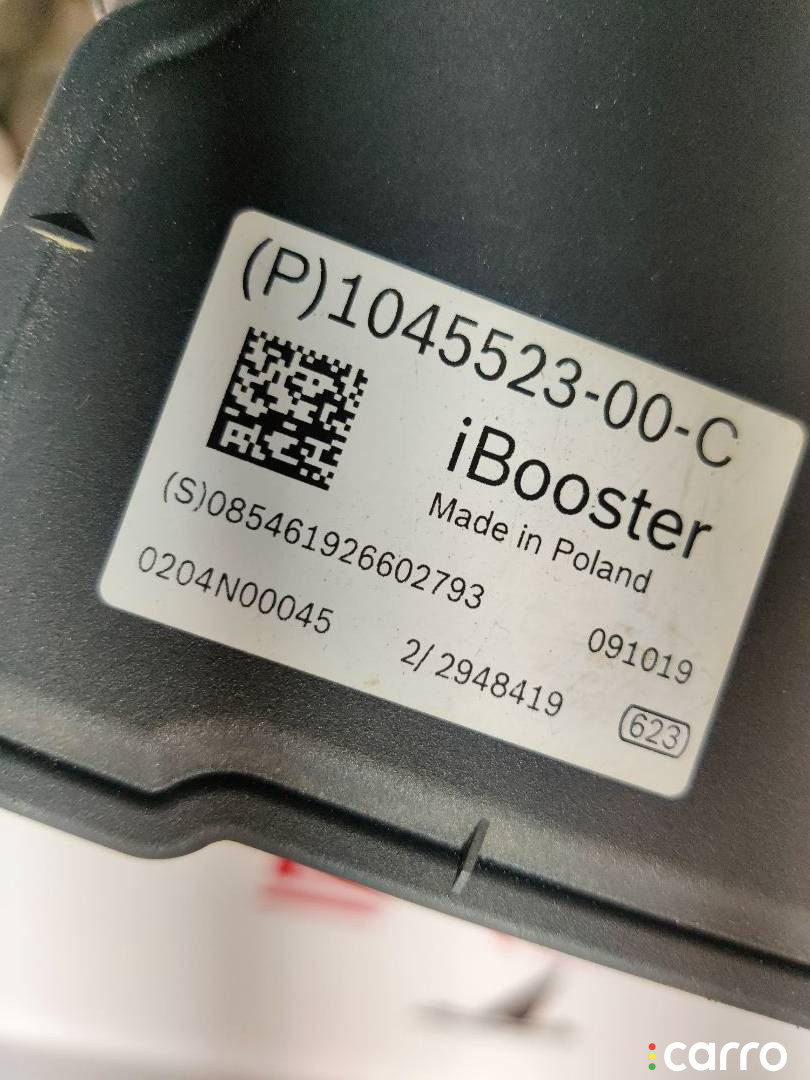 (P)1045523-00-C
iBooster
Made in Poland
(S)085461926602793
091019
0204N00045
2/ 2948419
623
carro